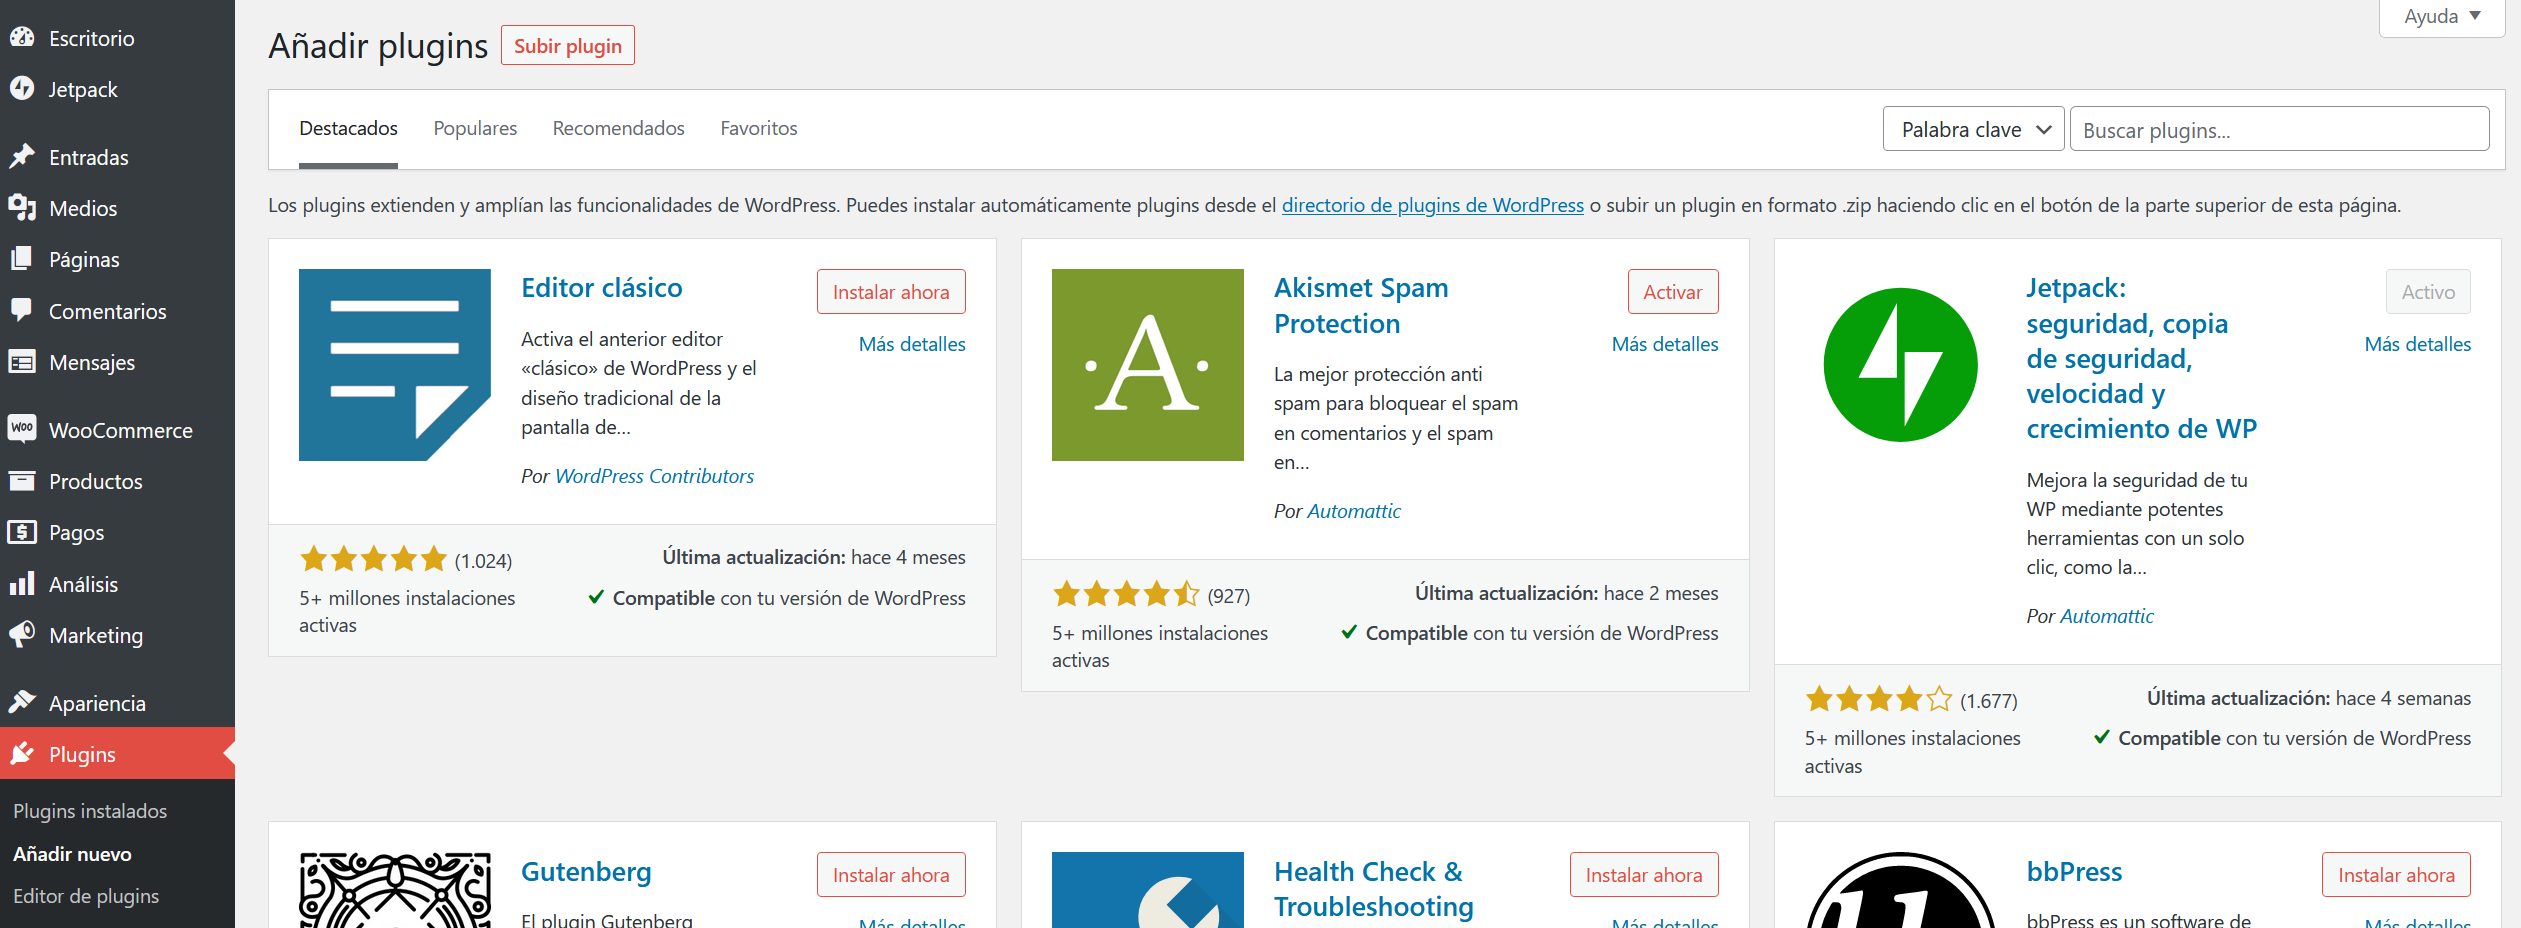 Escritorio
Jetpack
Entradas
Medios
Páginas
Comentarios
Mensajes
WooCommerce
Productos
Pagos
Análisis
Marketing
Apariencia
Plugins
Plugins instalados
Añadir nuevo
Editor de plugins
Ayuda
Añadir plugins
Subir plugin
Destacados
Populares
Recomendados
Favoritos
Palabra clave
Buscar plugins...
Los plugins extienden y amplían las funcionalidades de WordPress. Puedes instalar automáticamente plugins desde el directorio de plugins de WordPress o subir un plugin en formato .zip haciendo clic en el botón de la parte superior de esta página.
Editor clásico
Instalar ahora
Más detalles
Activa el anterior editor
«clásico» de WordPress y el
diseño tradicional de la
pantalla de…
Por WordPress Contributors
(1.024)
5+ millones instalaciones
activas
Última actualización: hace 4 meses
Compatible con tu versión de WordPress
A
Akismet Spam
Protection
Activar
Más detalles
La mejor protección anti
spam para bloquear el spam
en comentarios y el spam
en…
Por Automattic
(927)
5+ millones instalaciones
activas
Última actualización: hace 2 meses
Compatible con tu versión de WordPress
Jetpack:
seguridad, copia
de seguridad,
velocidad y
crecimiento de WP
Activo
Más detalles
Mejora la seguridad de tu
WP mediante potentes
herramientas con un solo
clic, como la…
Por Automattic
(1.677)
5+ millones instalaciones
activas
Última actualización: hace 4 semanas
Compatible con tu versión de WordPress
Gutenberg
Instalar ahora
Más detalles
El plugin Gutenberg
Health Check &
Troubleshooting
Instalar ahora
Más detalles
bbPress
Instalar ahora
Más detalles
bbPress es un software de